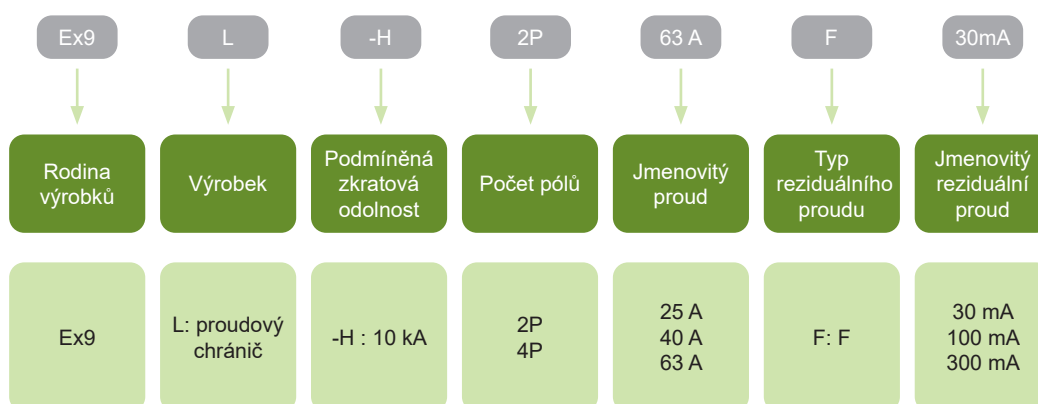 Ex9
L
-H
2P
63 A
F
30mA
Rodina
výrobků
Výrobek
Podmíněná
zkratová
odolnost
Počet pólů
Jmenovitý
proud
Typ
reziduálního
proudu
Jmenovitý
reziduální
proud
Ex9
L: proudový
chránič
-H : 10 kA
2P
4P
25 A
40 A
63 A
F: F
30 mA
100 mA
300 mA